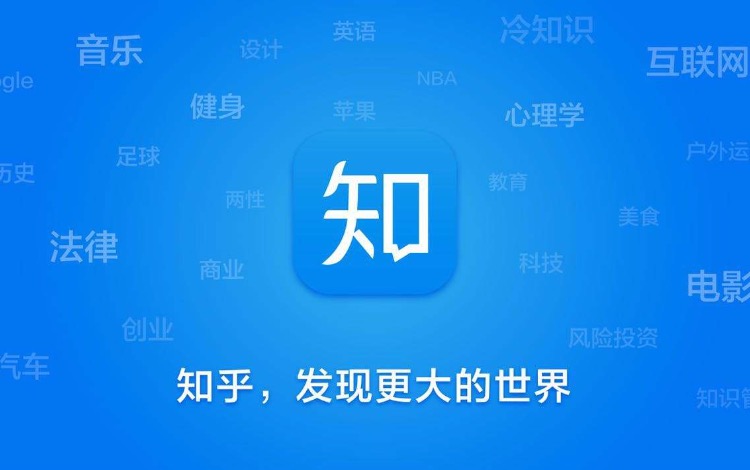 英语
冷知识
音乐
设计
互联网
NBA
ogle
健身
苹果
心理学
足球
户外运
历史
教育
两性
美食
知
法律
商业
科技
电影
创业
风险投资
汽车
知乎，发现更大的世界
知识管